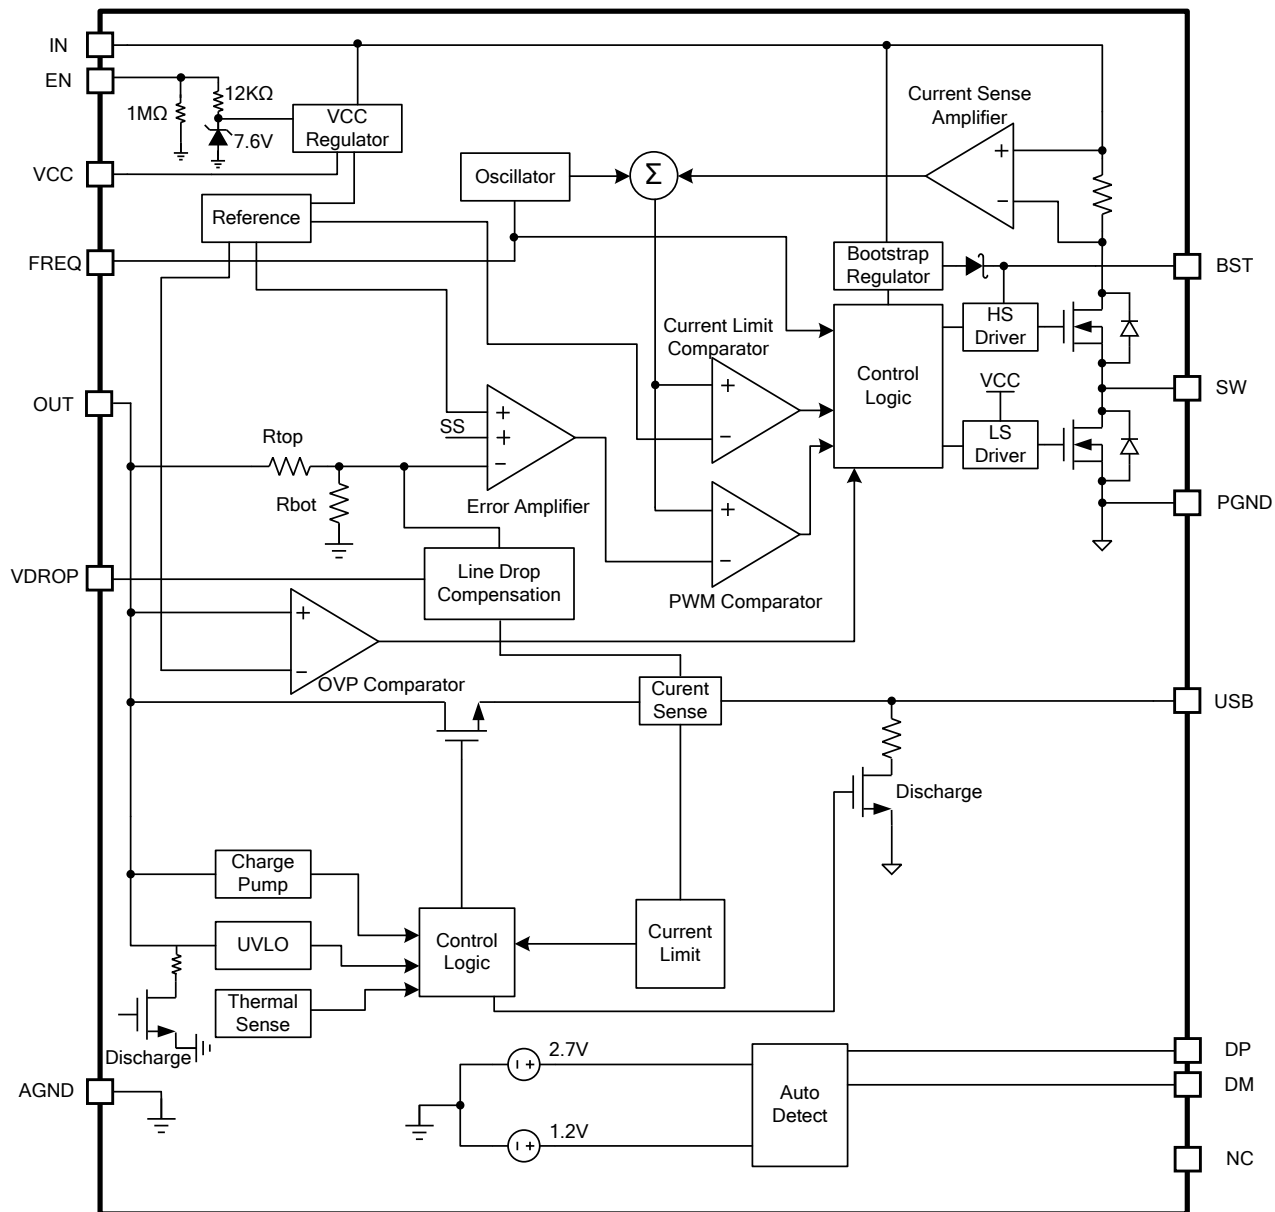 IN
EN
1MΩ
12KΩ
7.6V
VCC
Regulator
VCC
Reference
FREQ
Oscillator
Σ
Current Sense
Amplifier
+
−
Bootstrap
Regulator
BST
HS
Driver
Current Limit
Comparator
+
−
Control
Logic
VCC
LS
Driver
SW
PGND
OUT
Rtop
Rbot
SS
+
+
−
Error Amplifier
+
−
PWM Comparator
VDROP
Line Drop
Compensation
+
−
OVP Comparator
Curent
Sense
USB
Discharge
Charge
Pump
UVLO
Thermal
Sense
Control
Logic
Current
Limit
Discharge
AGND
2.7V
1.2V
Auto
Detect
DP
DM
NC